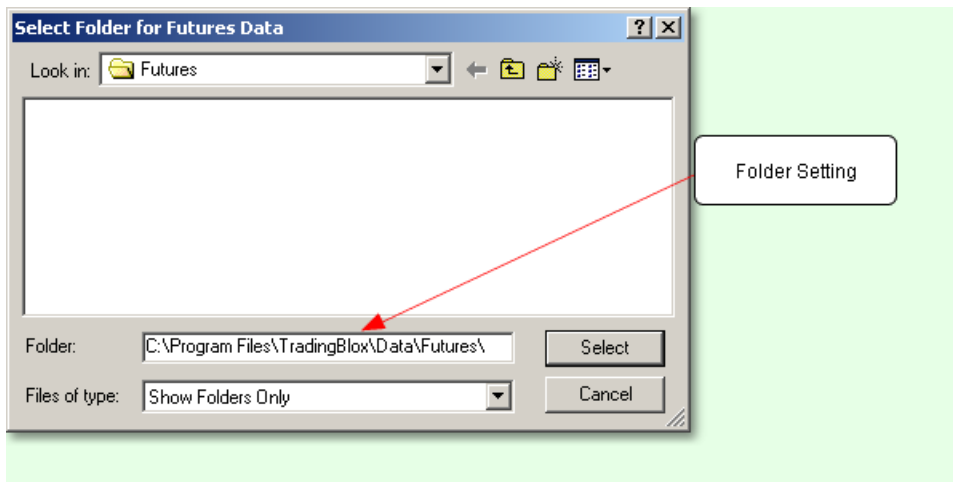 Select Folder for Futures Data
Look in: Futures
Folder Setting
Folder: C:\Program Files\TradingBlox\Data\Futures\ Select
Files of type: Show Folders Only Cancel